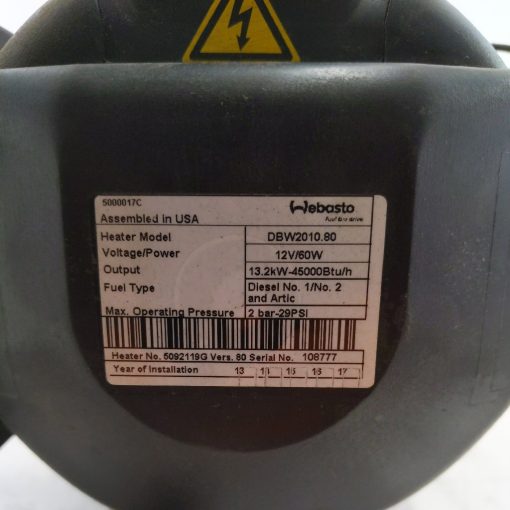 5000017C
Webasto
Feel the drive
Assembled in USA
Heater Model DBW2010.80
Voltage/Power 12V/60W
Output 13.2kW-45000Btu/h
Fuel Type Diesel No. 1/No. 2
and Artic
Max. Operating Pressure 2 bar-29PSI
Heater No. 5092119G Vers. 80 Serial No. 108777
Year of Installation 13 14 15 16 17